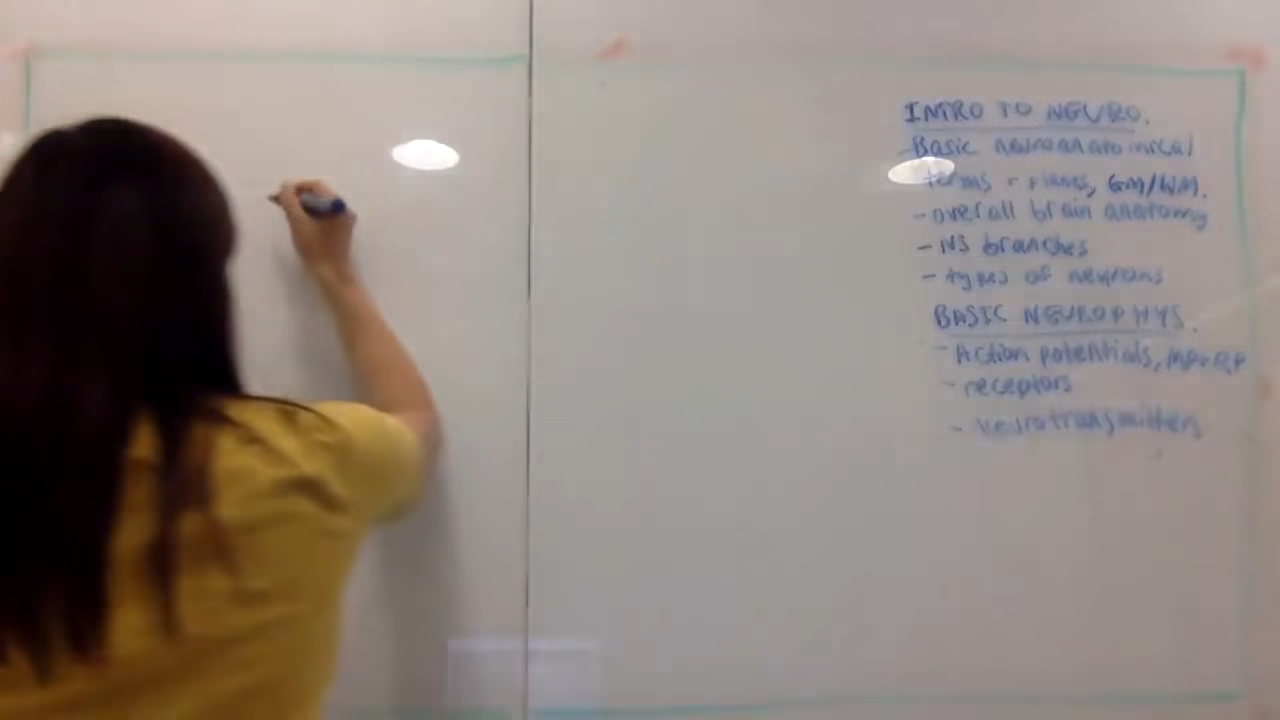 INTRO TO NEURO.
- Basic neuroanatomical
terms + planes, GM/WM.
- overall brain anatomy
- NS branches
- types of neurons
BASIC NEUROPHYS.
- Action potentials,
- receptors
- Neurotransmitters